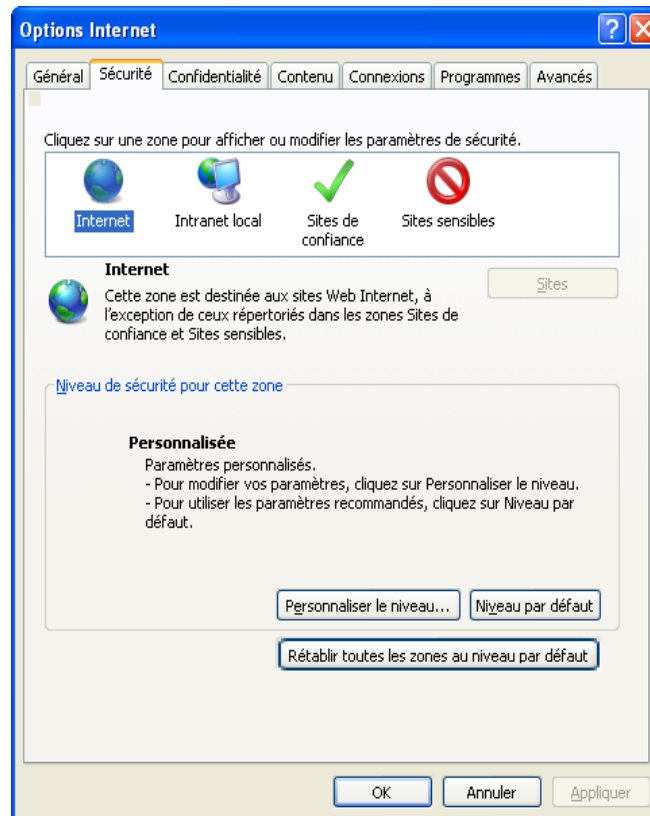 Options Internet
Général Sécurité Confidentialité Contenu Connexions Programmes Avancés
Cliquez sur une zone pour afficher ou modifier les paramètres de sécurité.
Internet Intranet local Sites de confiance Sites sensibles
Internet
Sites
Cette zone est destinée aux sites Web Internet, à
l'exception de ceux répertoriés dans les zones Sites de
confiance et Sites sensibles.
Niveau de sécurité pour cette zone
Personnalisée
Paramètres personnalisés.
- Pour modifier vos paramètres, cliquez sur Personnaliser le niveau.
- Pour utiliser les paramètres recommandés, cliquez sur Niveau par
défaut.
Personnaliser le niveau... Niveau par défaut
Rétablir toutes les zones au niveau par défaut
OK Annuler Appliquer